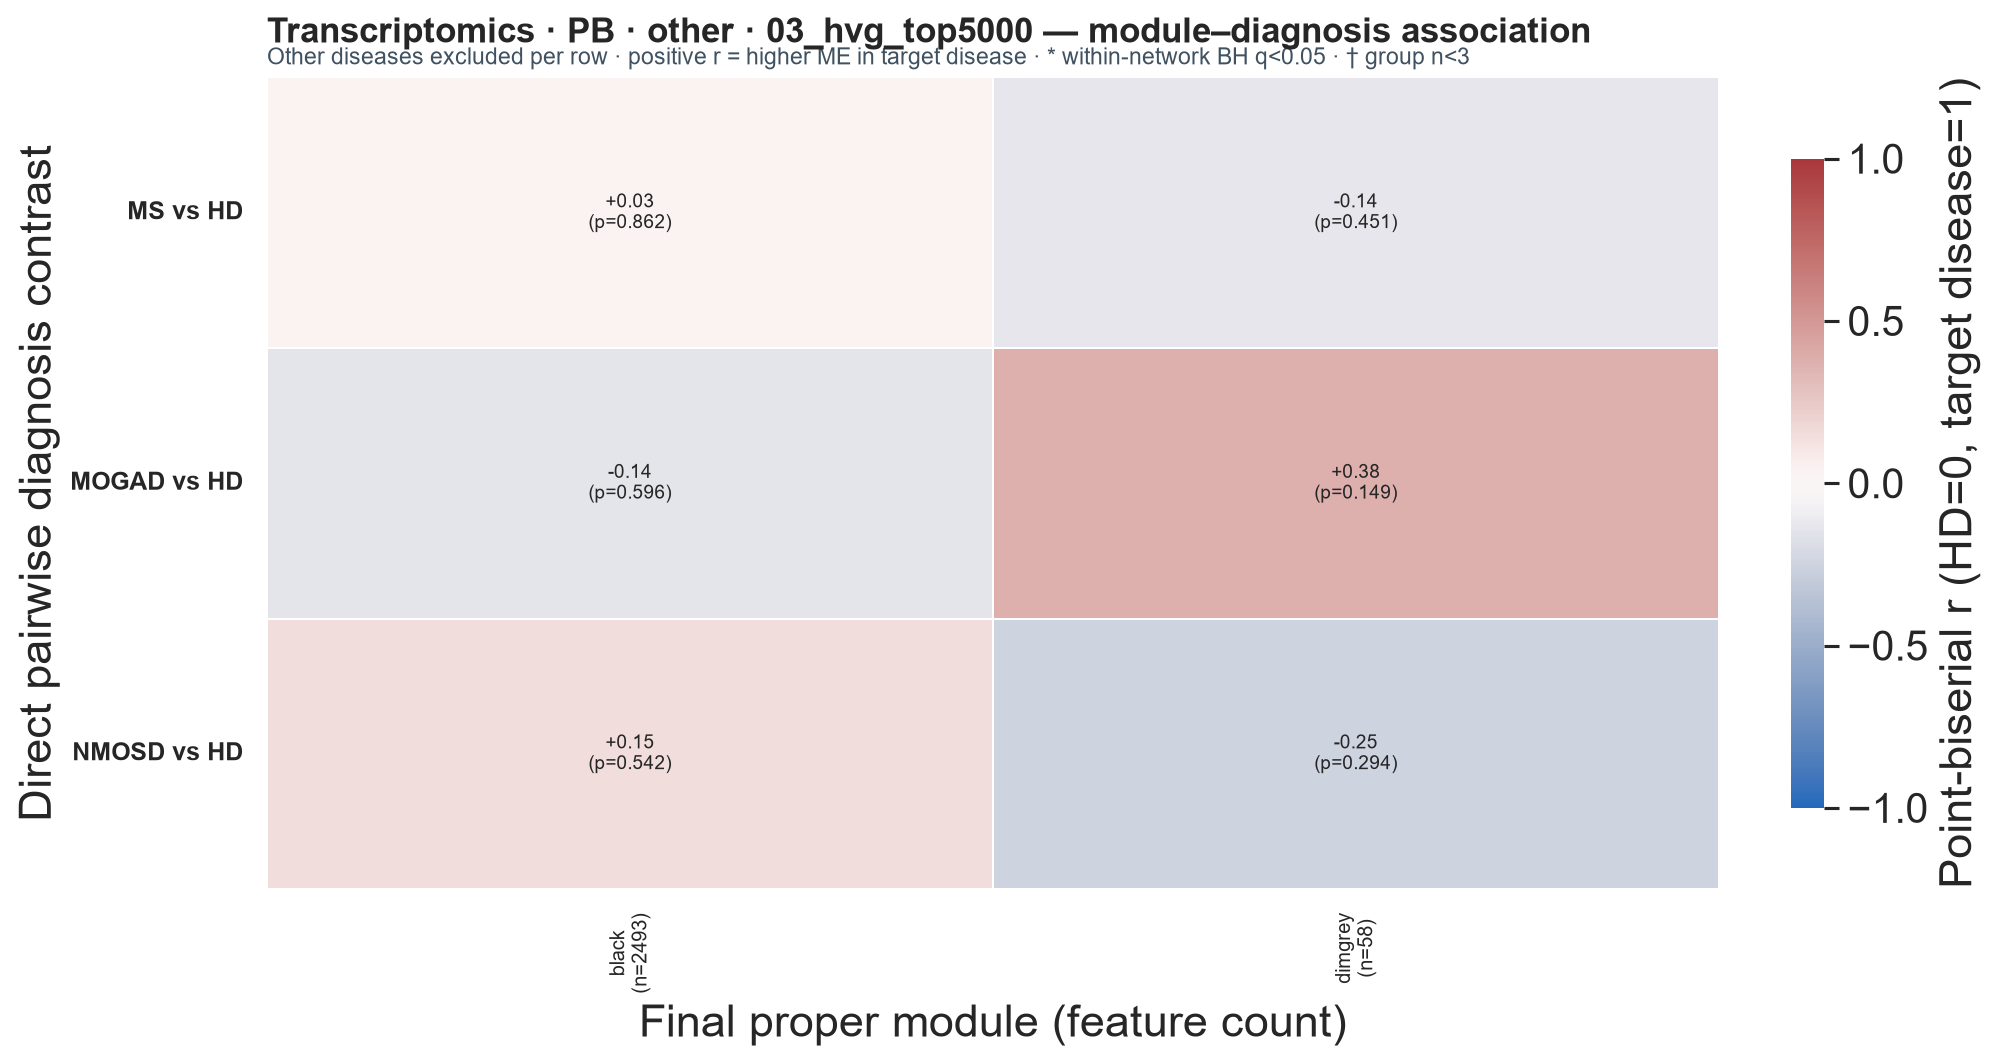 Transcriptomics · PB · other · 03_hvg_top5000 — module–diagnosis association
Other diseases excluded per row · positive r = higher ME in target disease · * within-network BH q<0.05 · † group n<3
Direct pairwise diagnosis contrast
MS vs HD
+0.03
(p=0.862)
-0.14
(p=0.451)
MOGAD vs HD
-0.14
(p=0.596)
+0.38
(p=0.149)
NMOSD vs HD
+0.15
(p=0.542)
-0.25
(p=0.294)
black
(n=2493)
dimgrey
(n=58)
Final proper module (feature count)
1.0
0.5
0.0
−0.5
−1.0
Point-biserial r (HD=0, target disease=1)